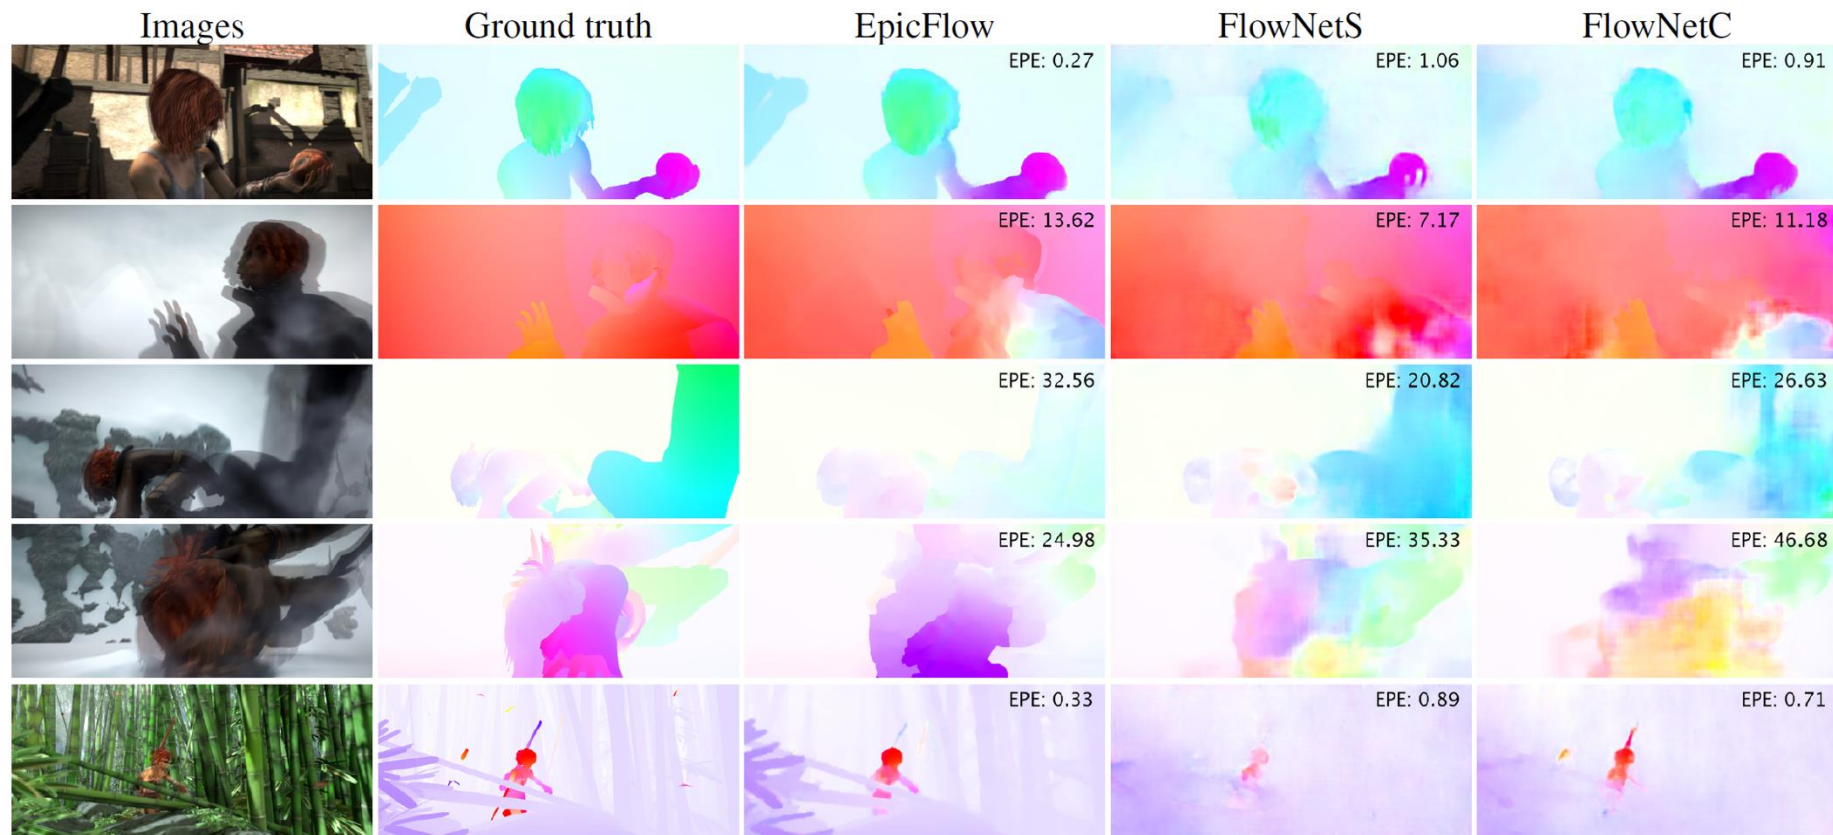 Images Ground truth EpicFlow FlowNetS FlowNetC
EPE: 0.27 EPE: 1.06 EPE: 0.91
EPE: 13.62 EPE: 7.17 EPE: 11.18
EPE: 32.56 EPE: 20.82 EPE: 26.63
EPE: 24.98 EPE: 35.33 EPE: 46.68
EPE: 0.33 EPE: 0.89 EPE: 0.71